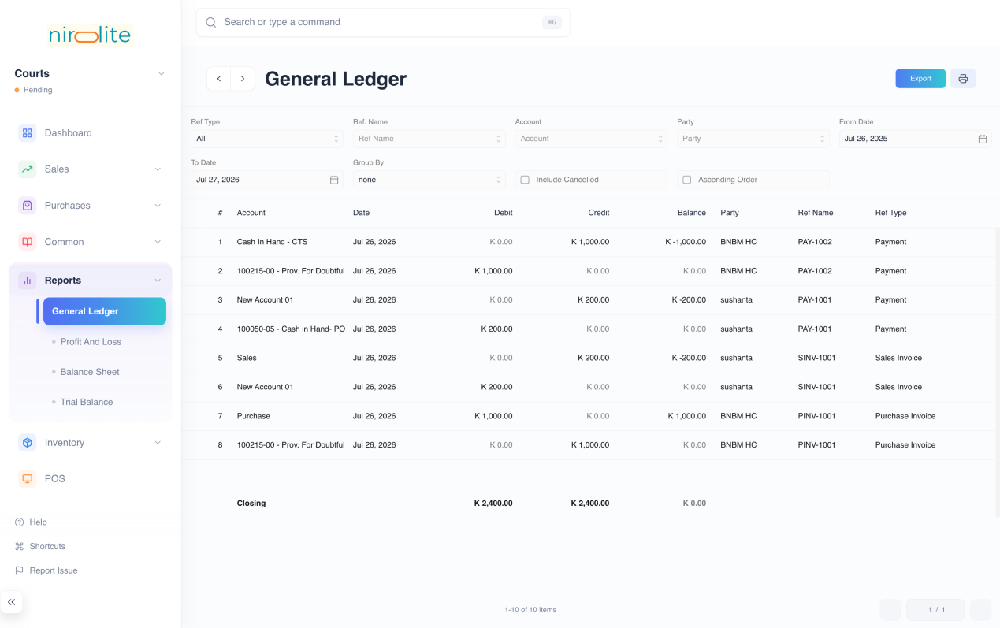 nirolite
Courts
Pending
Dashboard
Sales
Purchases
Common
Reports
General Ledger
Profit And Loss
Balance Sheet
Trial Balance
Inventory
POS
Help
Shortcuts
Report Issue
Search or type a command ⌘G
General Ledger Export
Ref Type Ref. Name Account Party From Date
All Ref Name Account Party Jul 26, 2025
To Date Group By
Jul 27, 2026 none Include Cancelled Ascending Order
# Account Date Debit Credit Balance Party Ref Name Ref Type
1 Cash In Hand - CTS Jul 26, 2026 K 0.00 K 1,000.00 K -1,000.00 BNBM HC PAY-1002 Payment
2 100215-00 - Prov. For Doubtful Jul 26, 2026 K 1,000.00 K 0.00 K 0.00 BNBM HC PAY-1002 Payment
3 New Account 01 Jul 26, 2026 K 0.00 K 200.00 K -200.00 sushanta PAY-1001 Payment
4 100050-05 - Cash in Hand- PO Jul 26, 2026 K 200.00 K 0.00 K 0.00 sushanta PAY-1001 Payment
5 Sales Jul 26, 2026 K 0.00 K 200.00 K -200.00 sushanta SINV-1001 Sales Invoice
6 New Account 01 Jul 26, 2026 K 200.00 K 0.00 K 0.00 sushanta SINV-1001 Sales Invoice
7 Purchase Jul 26, 2026 K 1,000.00 K 0.00 K 1,000.00 BNBM HC PINV-1001 Purchase Invoice
8 100215-00 - Prov. For Doubtful Jul 26, 2026 K 0.00 K 1,000.00 K 0.00 BNBM HC PINV-1001 Purchase Invoice
Closing K 2,400.00 K 2,400.00 K 0.00
1-10 of 10 items 1 / 1